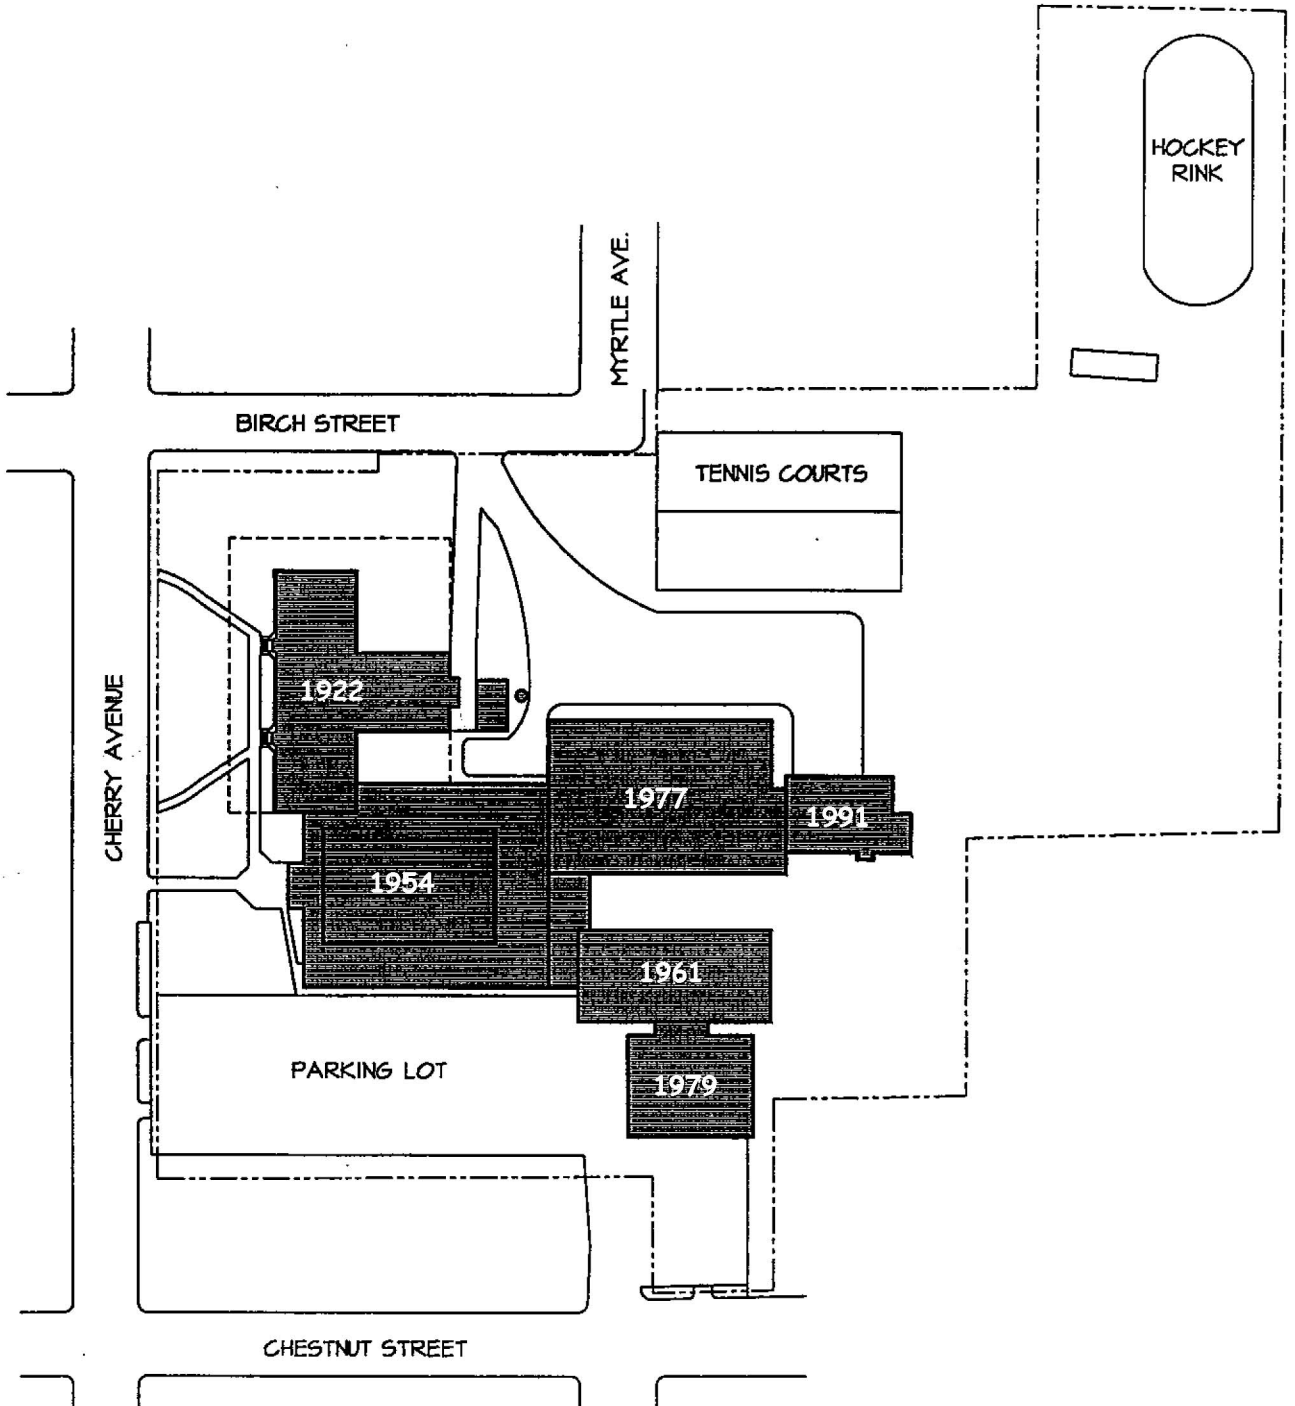 HOCKEY
RINK
MYRTLE AVE.
BIRCH STREET
TENNIS COURTS
1922
CHERRY AVENUE
1977
1991
1954
1961
PARKING LOT
1979
CHESTNUT STREET